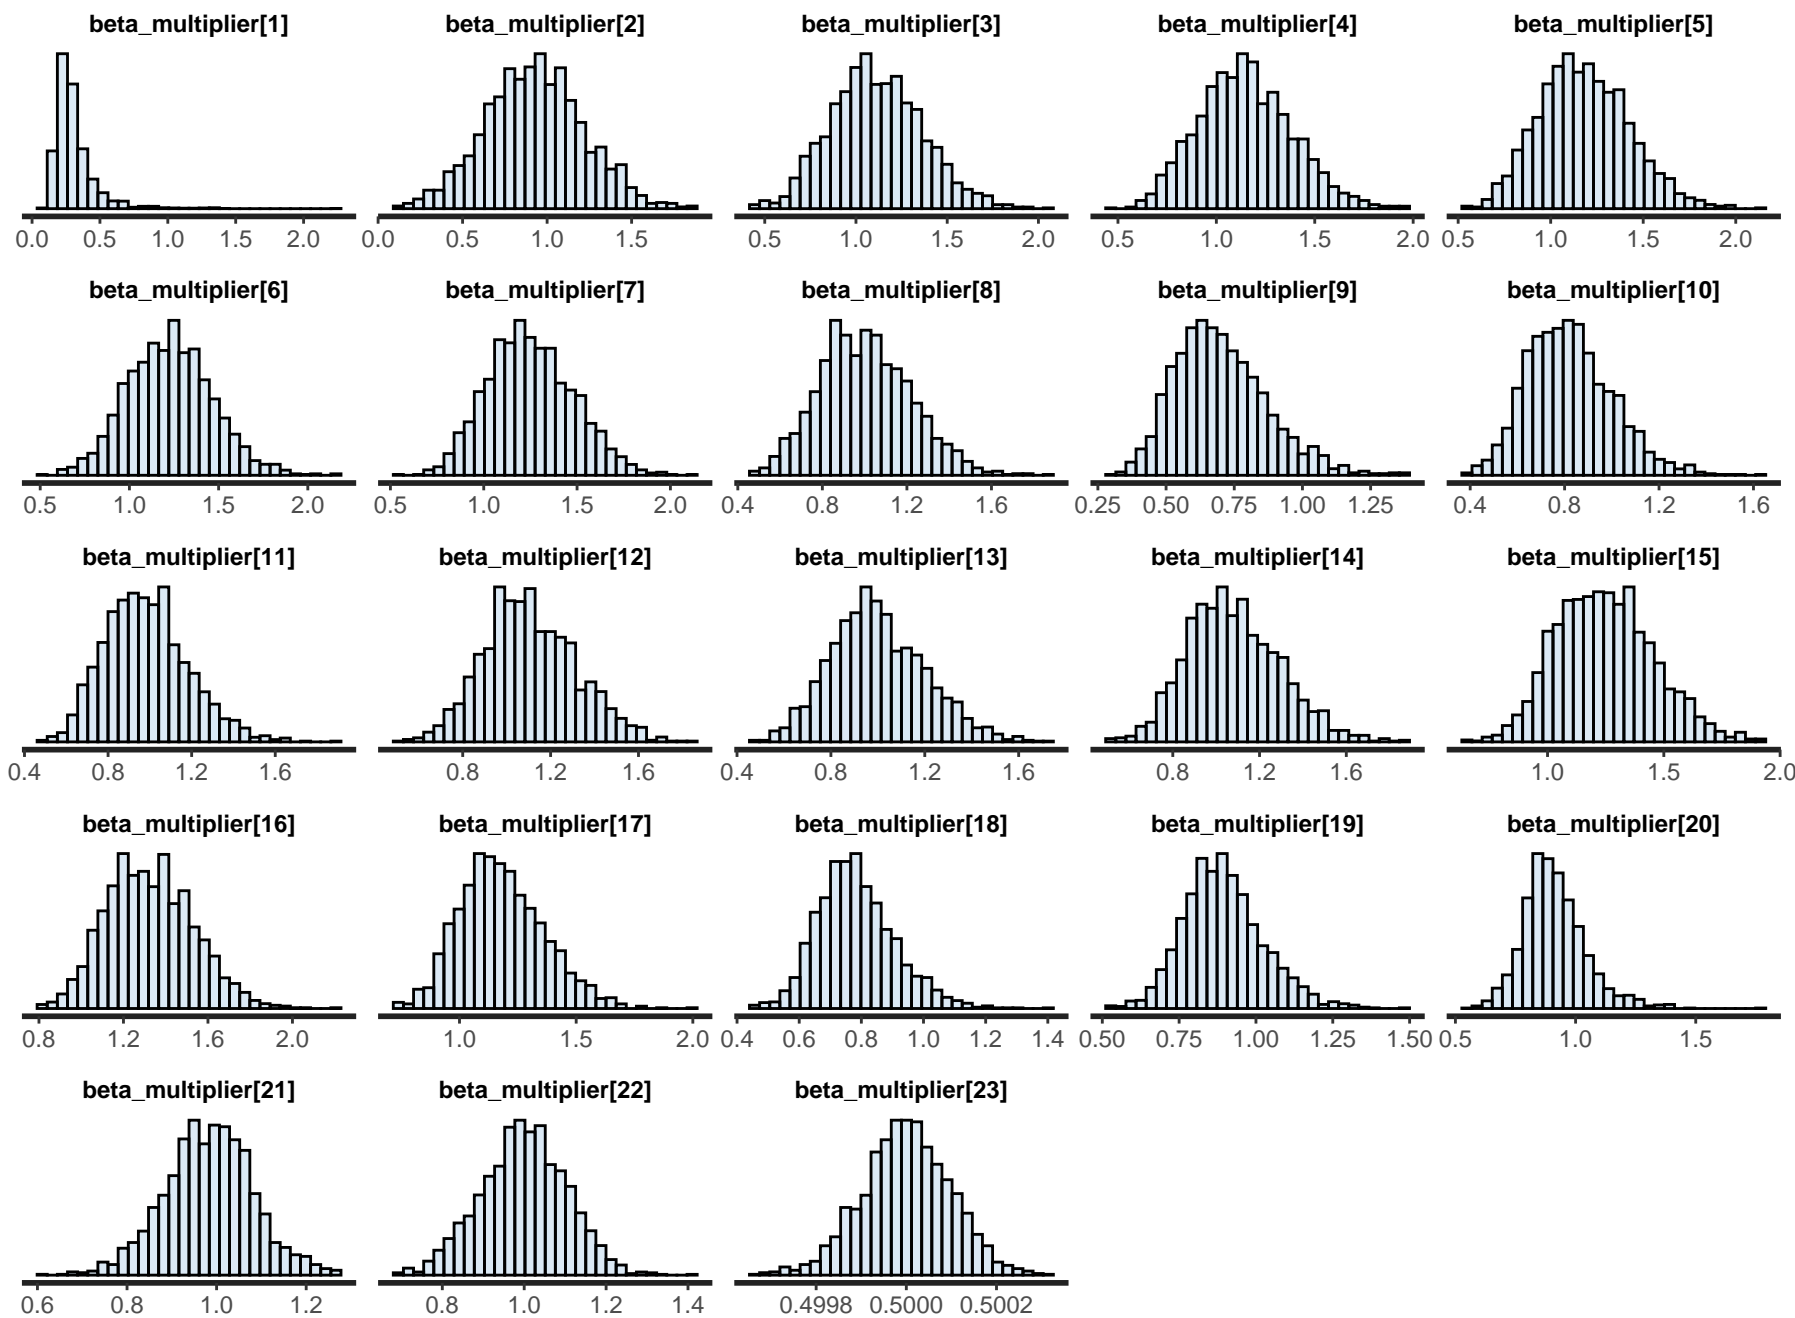 beta_multiplier[1] beta_multiplier[2] beta_multiplier[3] beta_multiplier[4] beta_multiplier[5]
0.0 0.5 1.0 1.5 2.0 0.0 0.5 1.0 1.5 0.5 1.0 1.5 2.0 0.5 1.0 1.5 2.0 0.5 1.0 1.5 2.0
beta_multiplier[6] beta_multiplier[7] beta_multiplier[8] beta_multiplier[9] beta_multiplier[10]
0.5 1.0 1.5 2.0 0.5 1.0 1.5 2.0 0.4 0.8 1.2 1.6 0.25 0.50 0.75 1.00 1.25 0.4 0.8 1.2 1.6
beta_multiplier[11] beta_multiplier[12] beta_multiplier[13] beta_multiplier[14] beta_multiplier[15]
0.4 0.8 1.2 1.6 0.8 1.2 1.6 0.4 0.8 1.2 1.6 0.8 1.2 1.6 1.0 1.5 2.0
beta_multiplier[16] beta_multiplier[17] beta_multiplier[18] beta_multiplier[19] beta_multiplier[20]
0.8 1.2 1.6 2.0 1.0 1.5 2.0 0.4 0.6 0.8 1.0 1.2 1.4 0.50 0.75 1.00 1.25 1.50 0.5 1.0 1.5
beta_multiplier[21] beta_multiplier[22] beta_multiplier[23]
0.6 0.8 1.0 1.2 0.8 1.0 1.2 1.4 0.4998 0.5000 0.5002